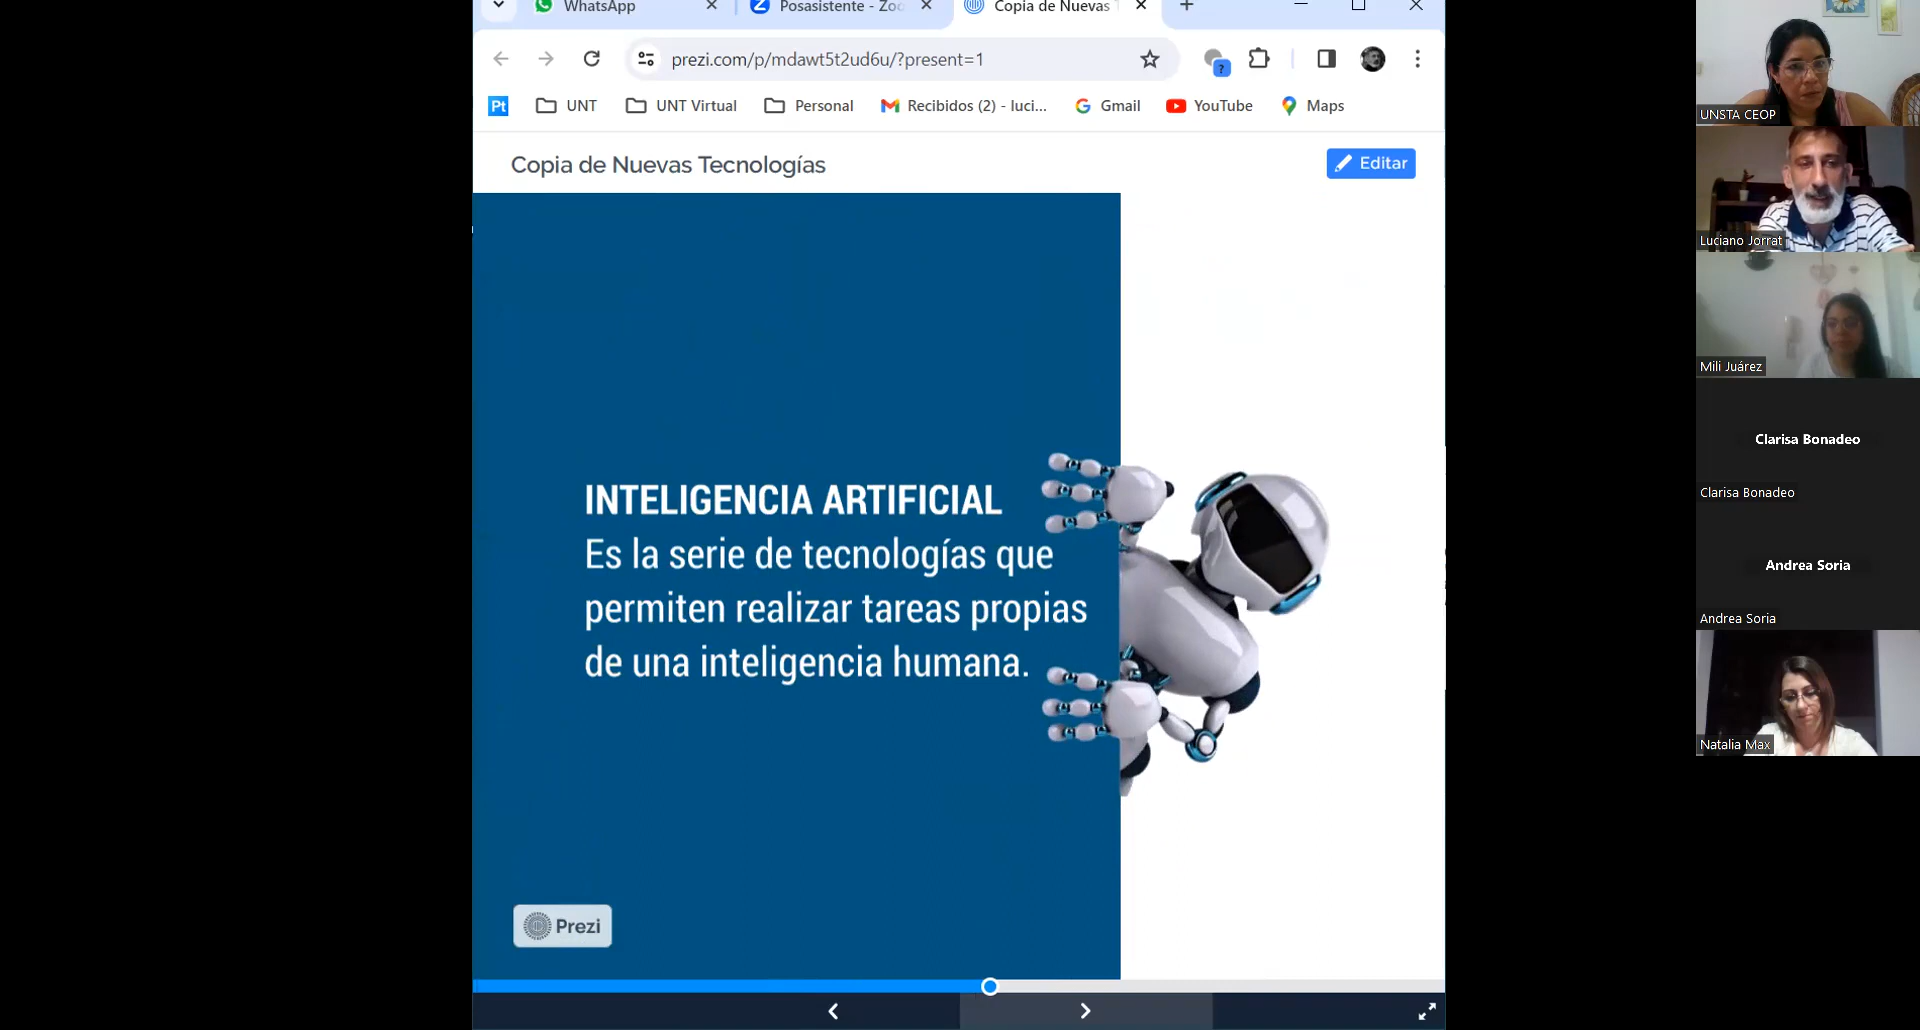 WhatsApp
Posasistente - Zoo
Copia de Nuevas T
prezi.com/p/mdawt5t2ud6u/?present=1
?
Pt
UNT
UNT Virtual
Personal
Recibidos (2) - luci...
Gmail
YouTube
Maps
Copia de Nuevas Tecnologías
Editar
INTELIGENCIA ARTIFICIAL
Es la serie de tecnologías que
permiten realizar tareas propias
de una inteligencia humana.
Prezi
UNSTA CEOP
Luciano Jorrat
Mili Juárez
Clarisa Bonadeo
Clarisa Bonadeo
Andrea Soria
Andrea Soria
Natalia Max